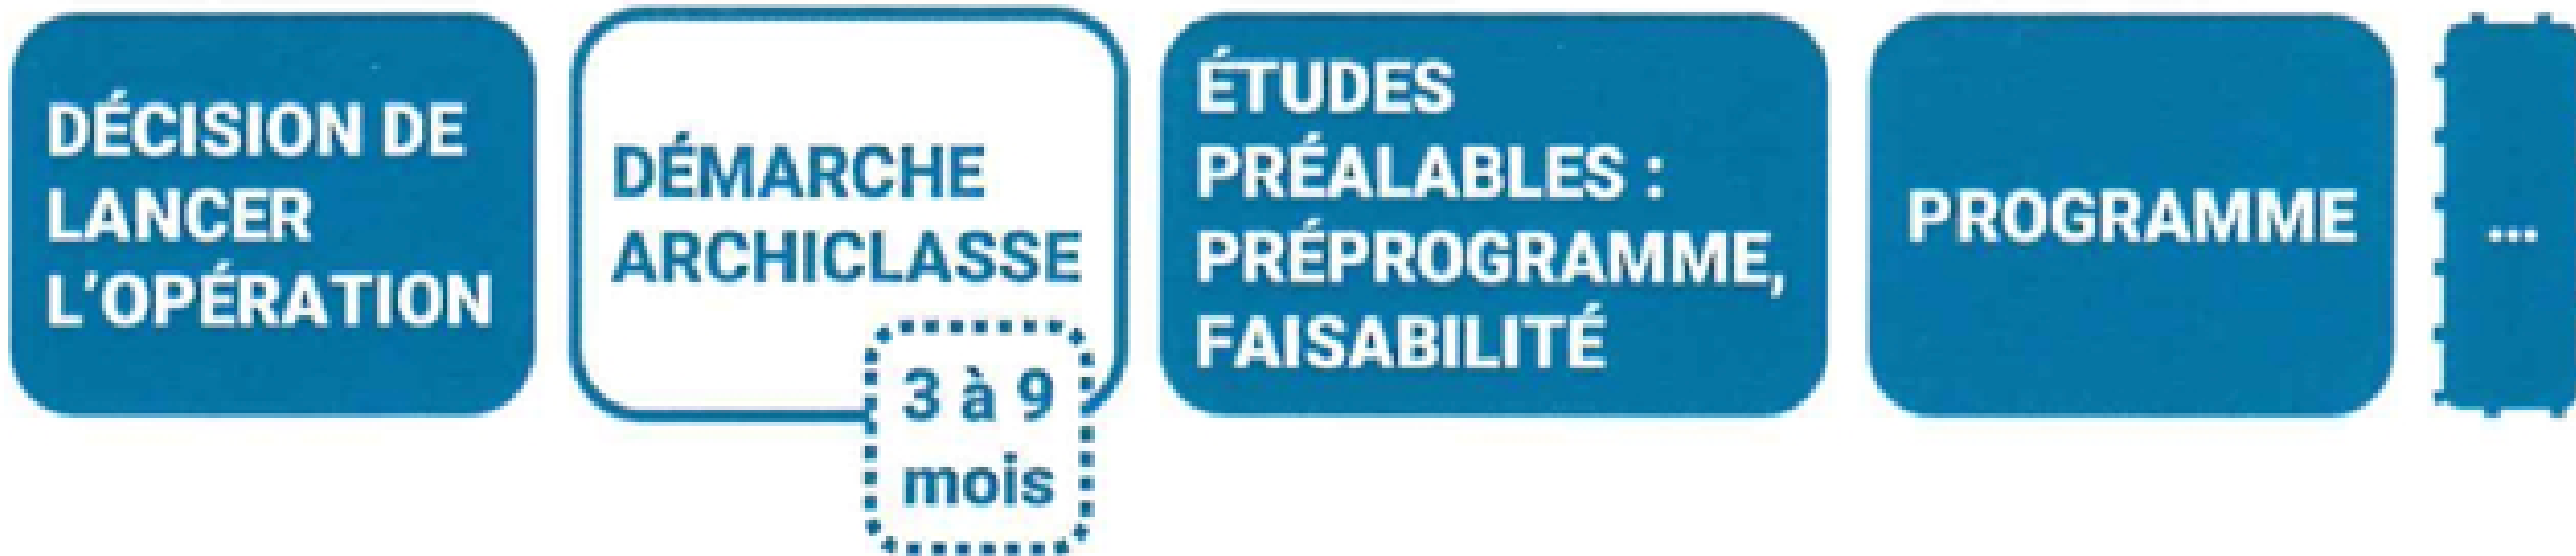 DÉCISION DE
LANCER
L'OPÉRATION
DÉMARCHE
ARCHICLASSE
3 à 9
mois
ÉTUDES
PRÉALABLES :
PRÉPROGRAMME,
FAISABILITÉ
PROGRAMME
...